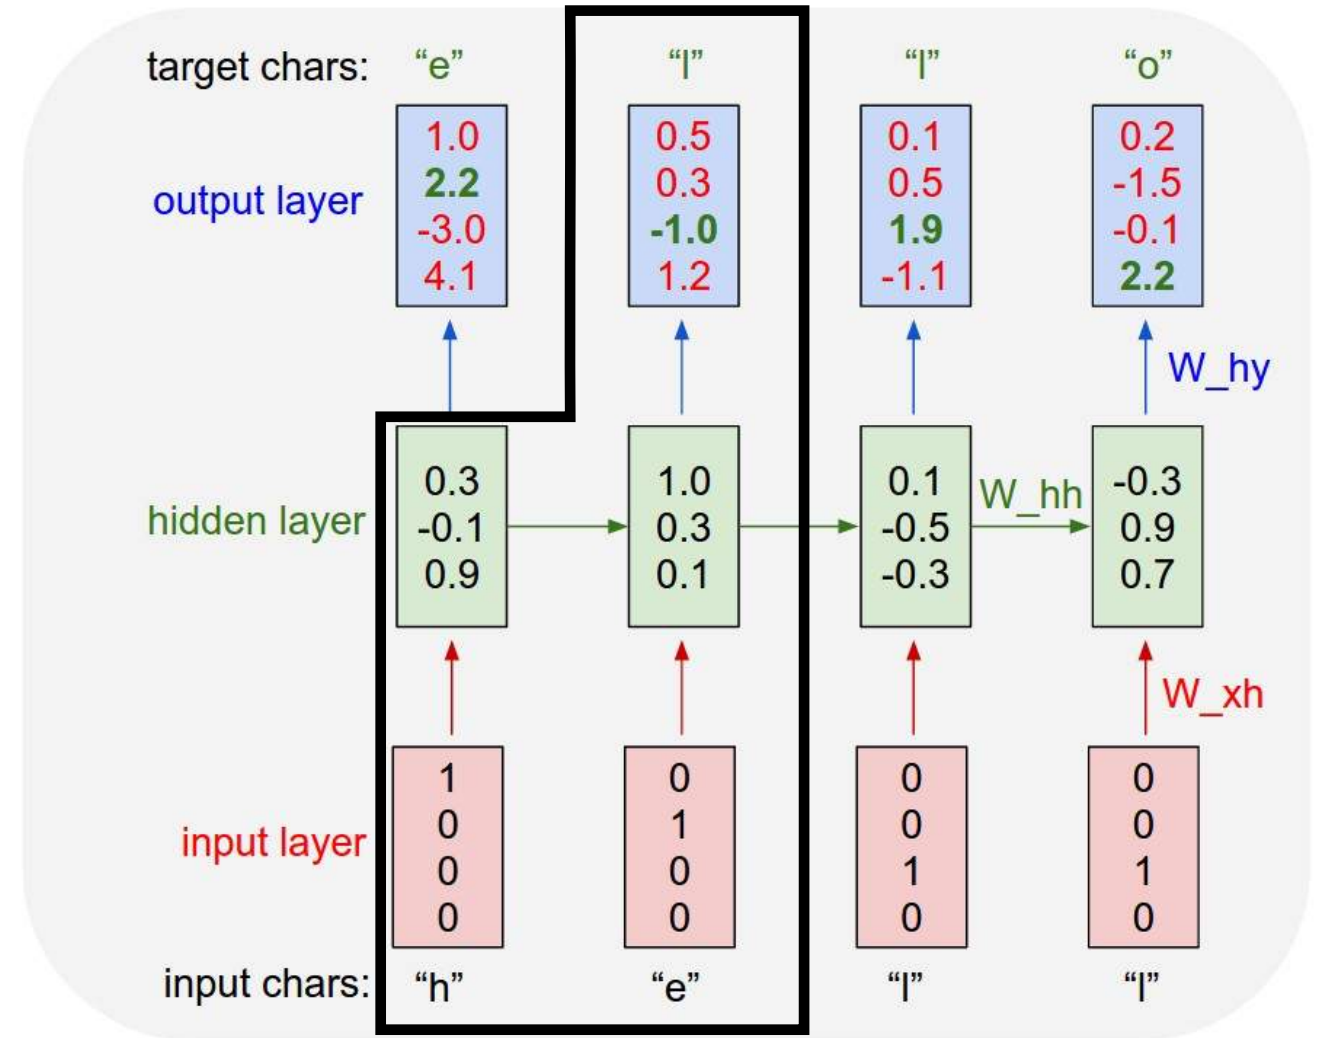 target chars: “e” “l” “l” “o”
1.0 0.5 0.1 0.2
output layer 2.2 0.3 0.5 -1.5
-3.0 -1.0 1.9 -0.1
4.1 1.2 -1.1 2.2
W_hy
0.3 1.0 0.1 W_hh -0.3
hidden layer -0.1 0.3 -0.5 0.9
0.9 0.1 -0.3 0.7
W_xh
1 0 0 0
input layer 0 1 0 0
0 0 1 1
0 0 0 0
input chars: “h” “e” “l” “l”